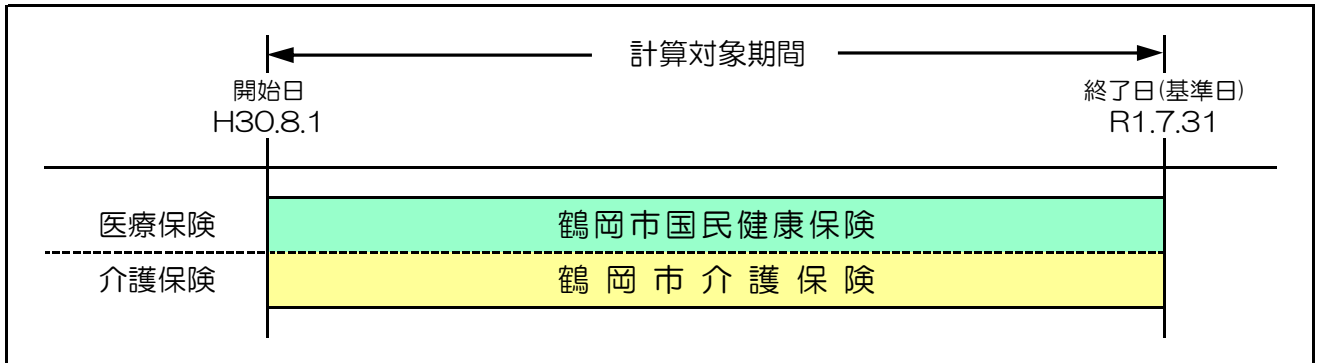 計算対象期間
開始日
H30.8.1
終了日(基準日)
R1.7.31
医療保険
鶴岡市国民健康保険
介護保険
鶴岡市介護保険